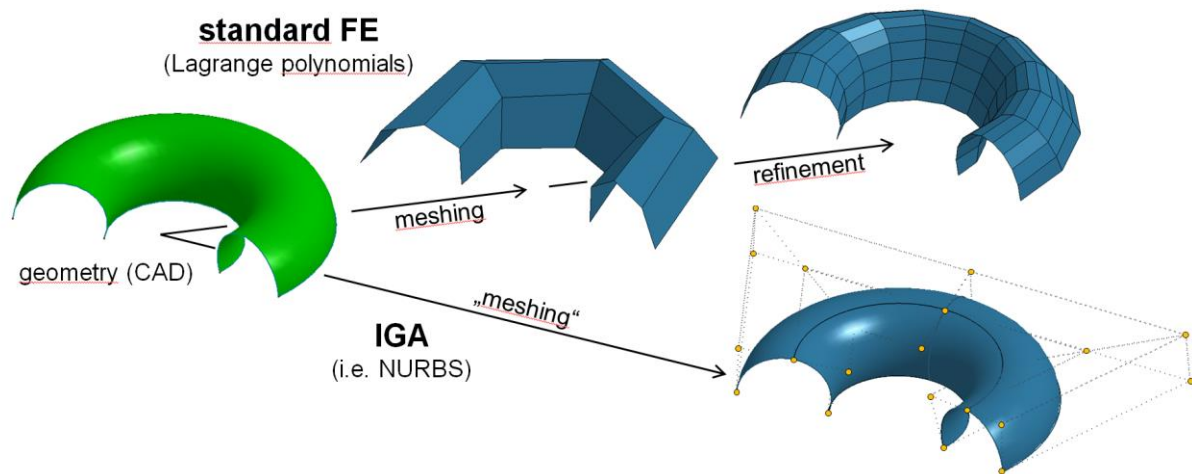 standard FE
(Lagrange polynomials)
meshing
refinement
geometry (CAD)
„meshing“
IGA
(i.e. NURBS)